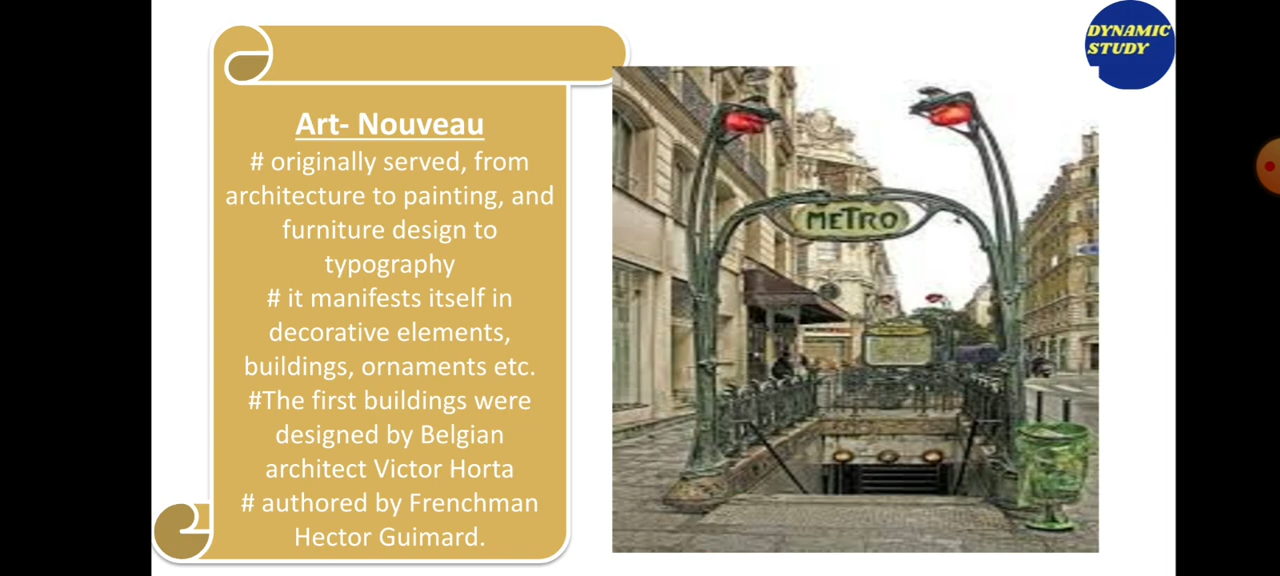 DYNAMIC
STUDY
Art- Nouveau
# originally served, from
architecture to painting, and
furniture design to
typography
# it manifests itself in
decorative elements,
buildings, ornaments etc.
#The first buildings were
designed by Belgian
architect Victor Horta
# authored by Frenchman
Hector Guimard.
METRO